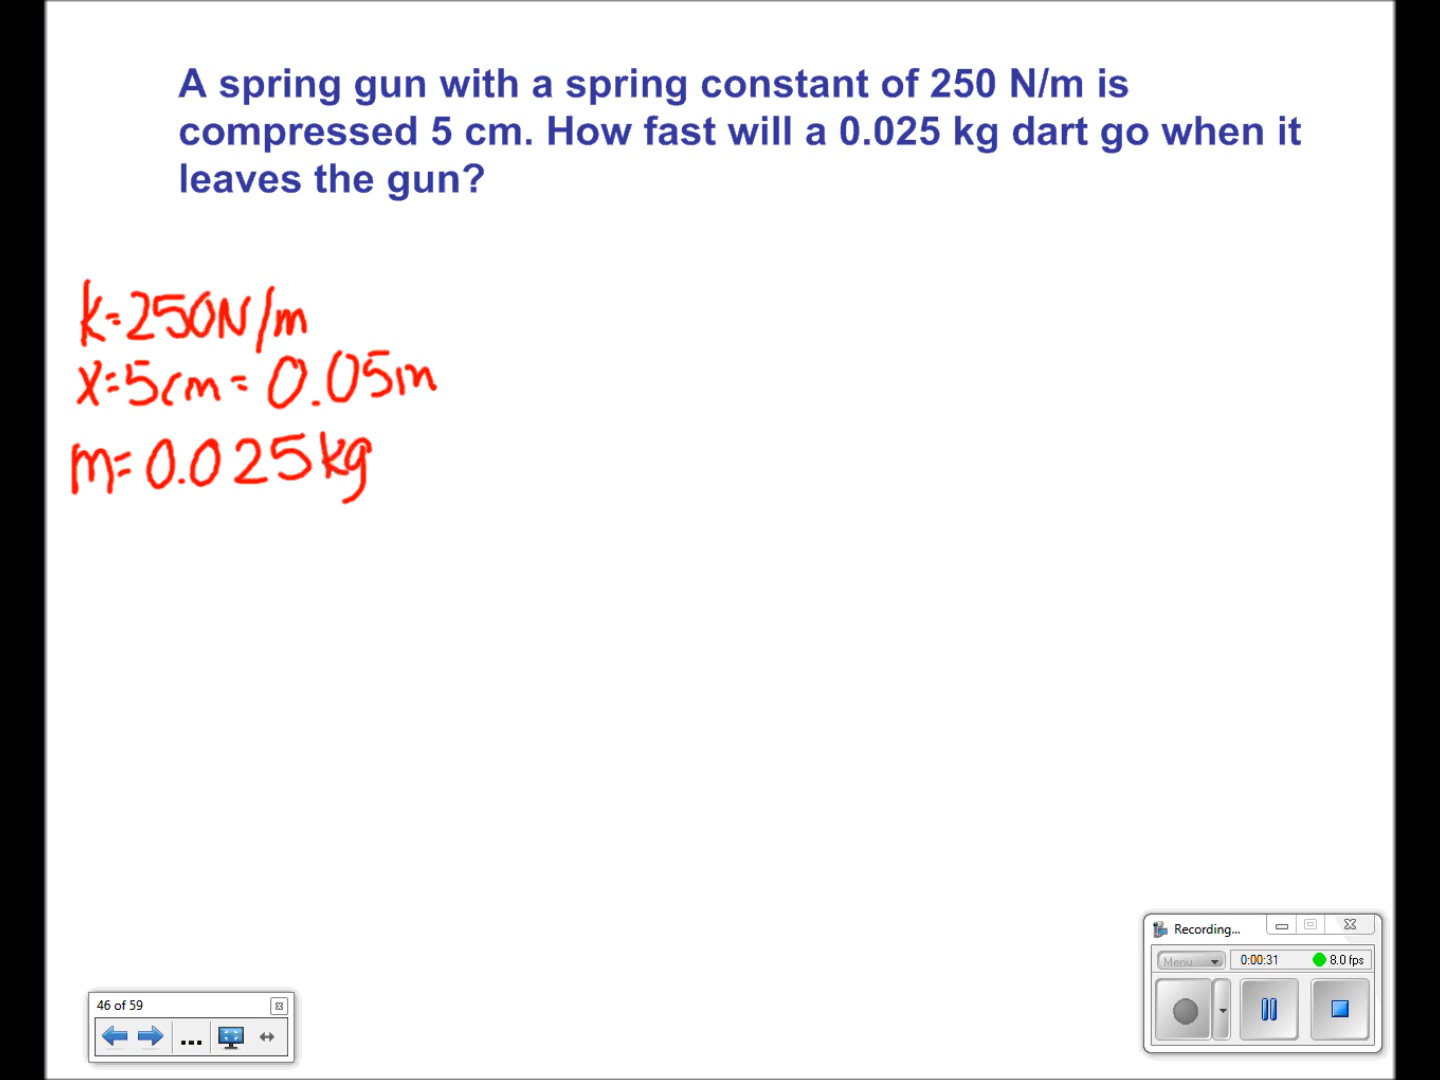 A spring gun with a spring constant of 250 N/m is
compressed 5 cm. How fast will a 0.025 kg dart go when it
leaves the gun?
k=250N/m
x=5cm= 0.05m
m=0.025kg
Recording...
Menu
0:00:31
8.0 fps
46 of 59
...